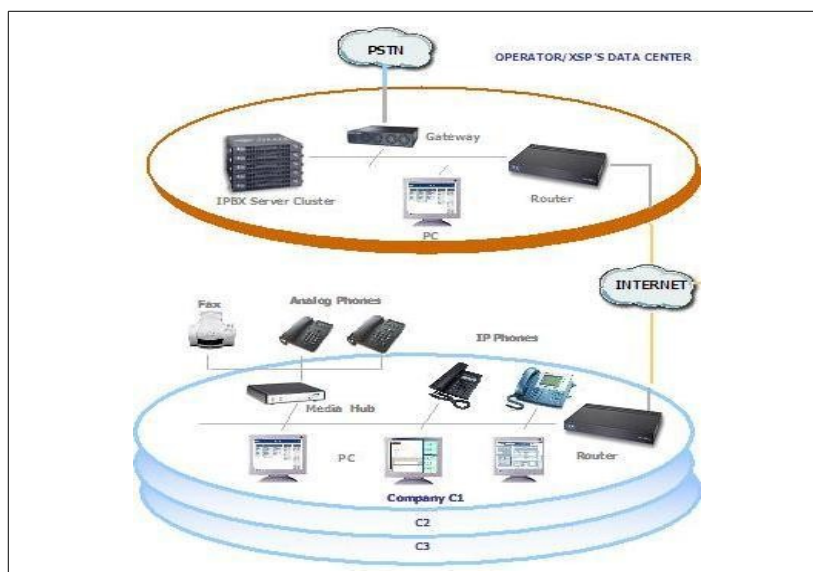 PSTN
OPERATOR/XSP'S DATA CENTER
Gateway
IPBX Server Cluster
Router
PC
INTERNET
Fax
Analog Phones
IP Phones
Media Hub
PC
Router
Company C1
C2
C3